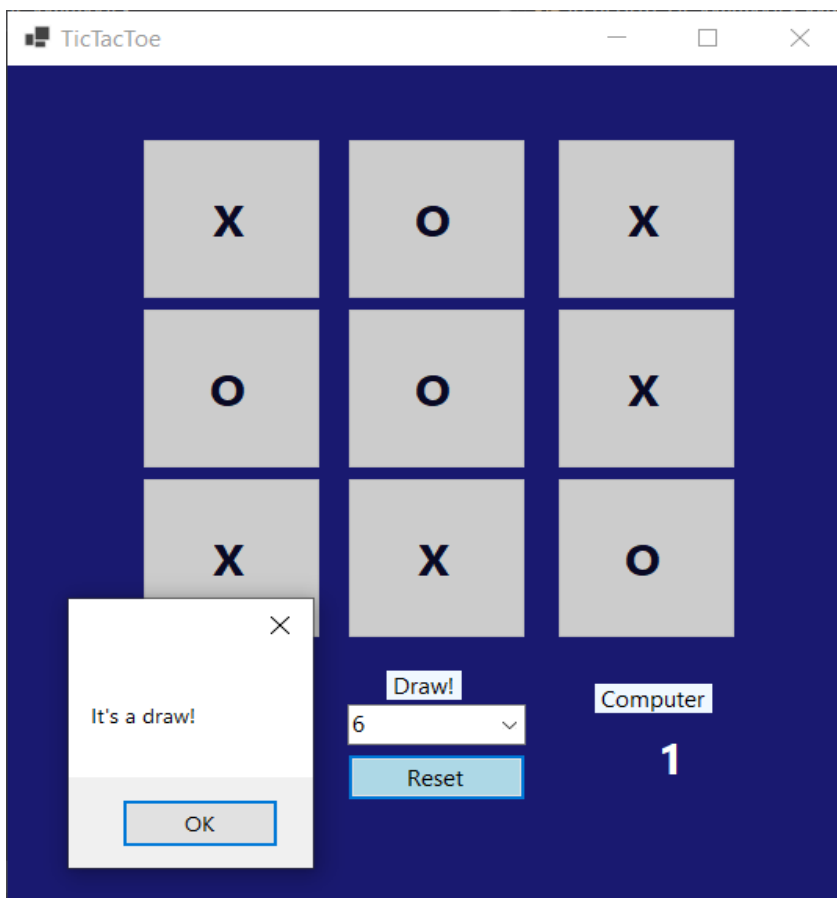 TicTacToe
X O X
O O X
X X O
It's a draw!
OK
Draw!
6
Reset
Computer
1